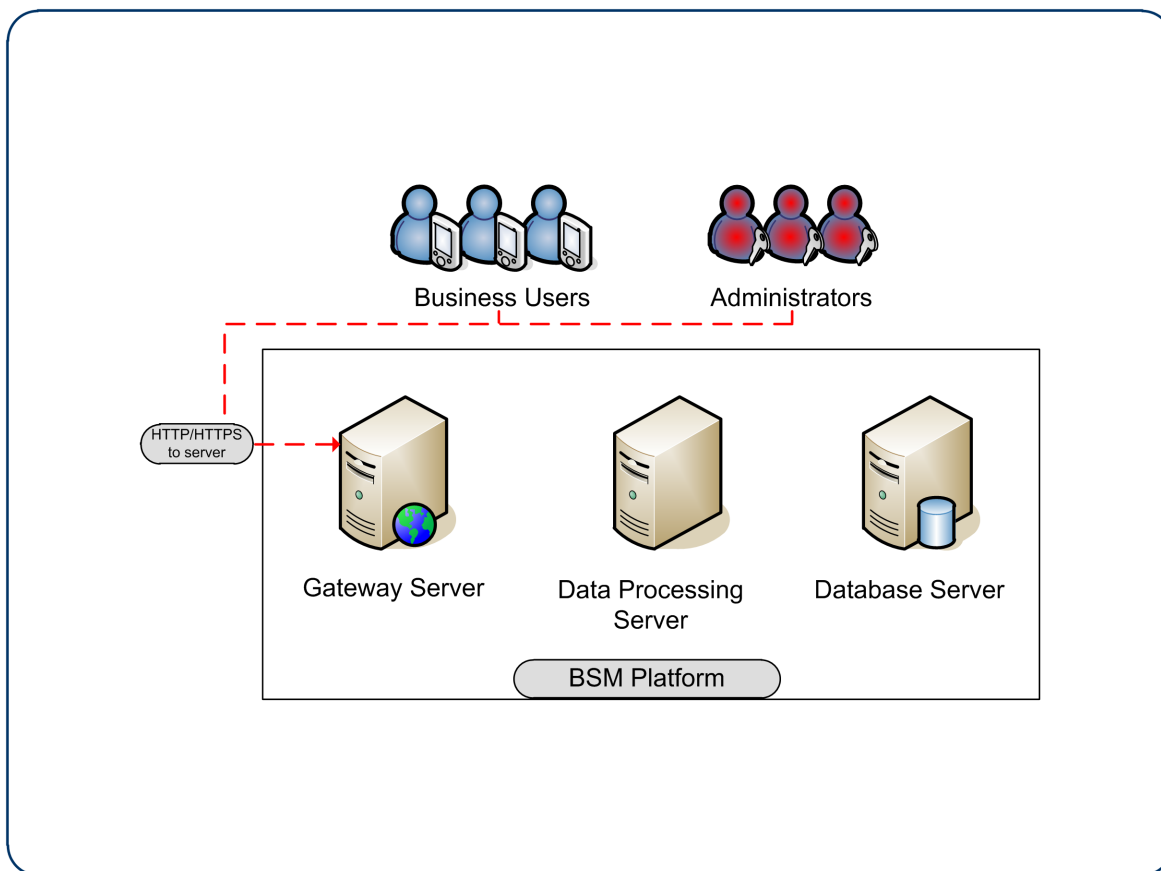 Business Users
Administrators
HTTP/HTTPS
to server
Gateway Server
Data Processing
Server
Database Server
BSM Platform